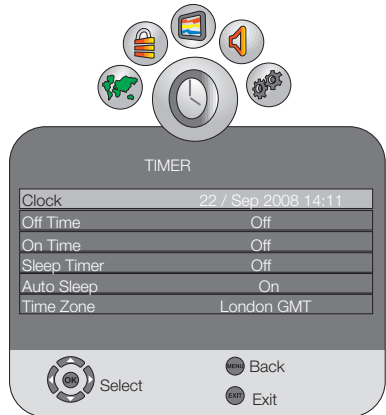 TIMER
Clock 22 / Sep 2008 14:11
Off Time Off
On Time Off
Sleep Timer Off
Auto Sleep On
Time Zone London GMT
OK Select
MENU Back
EXIT Exit